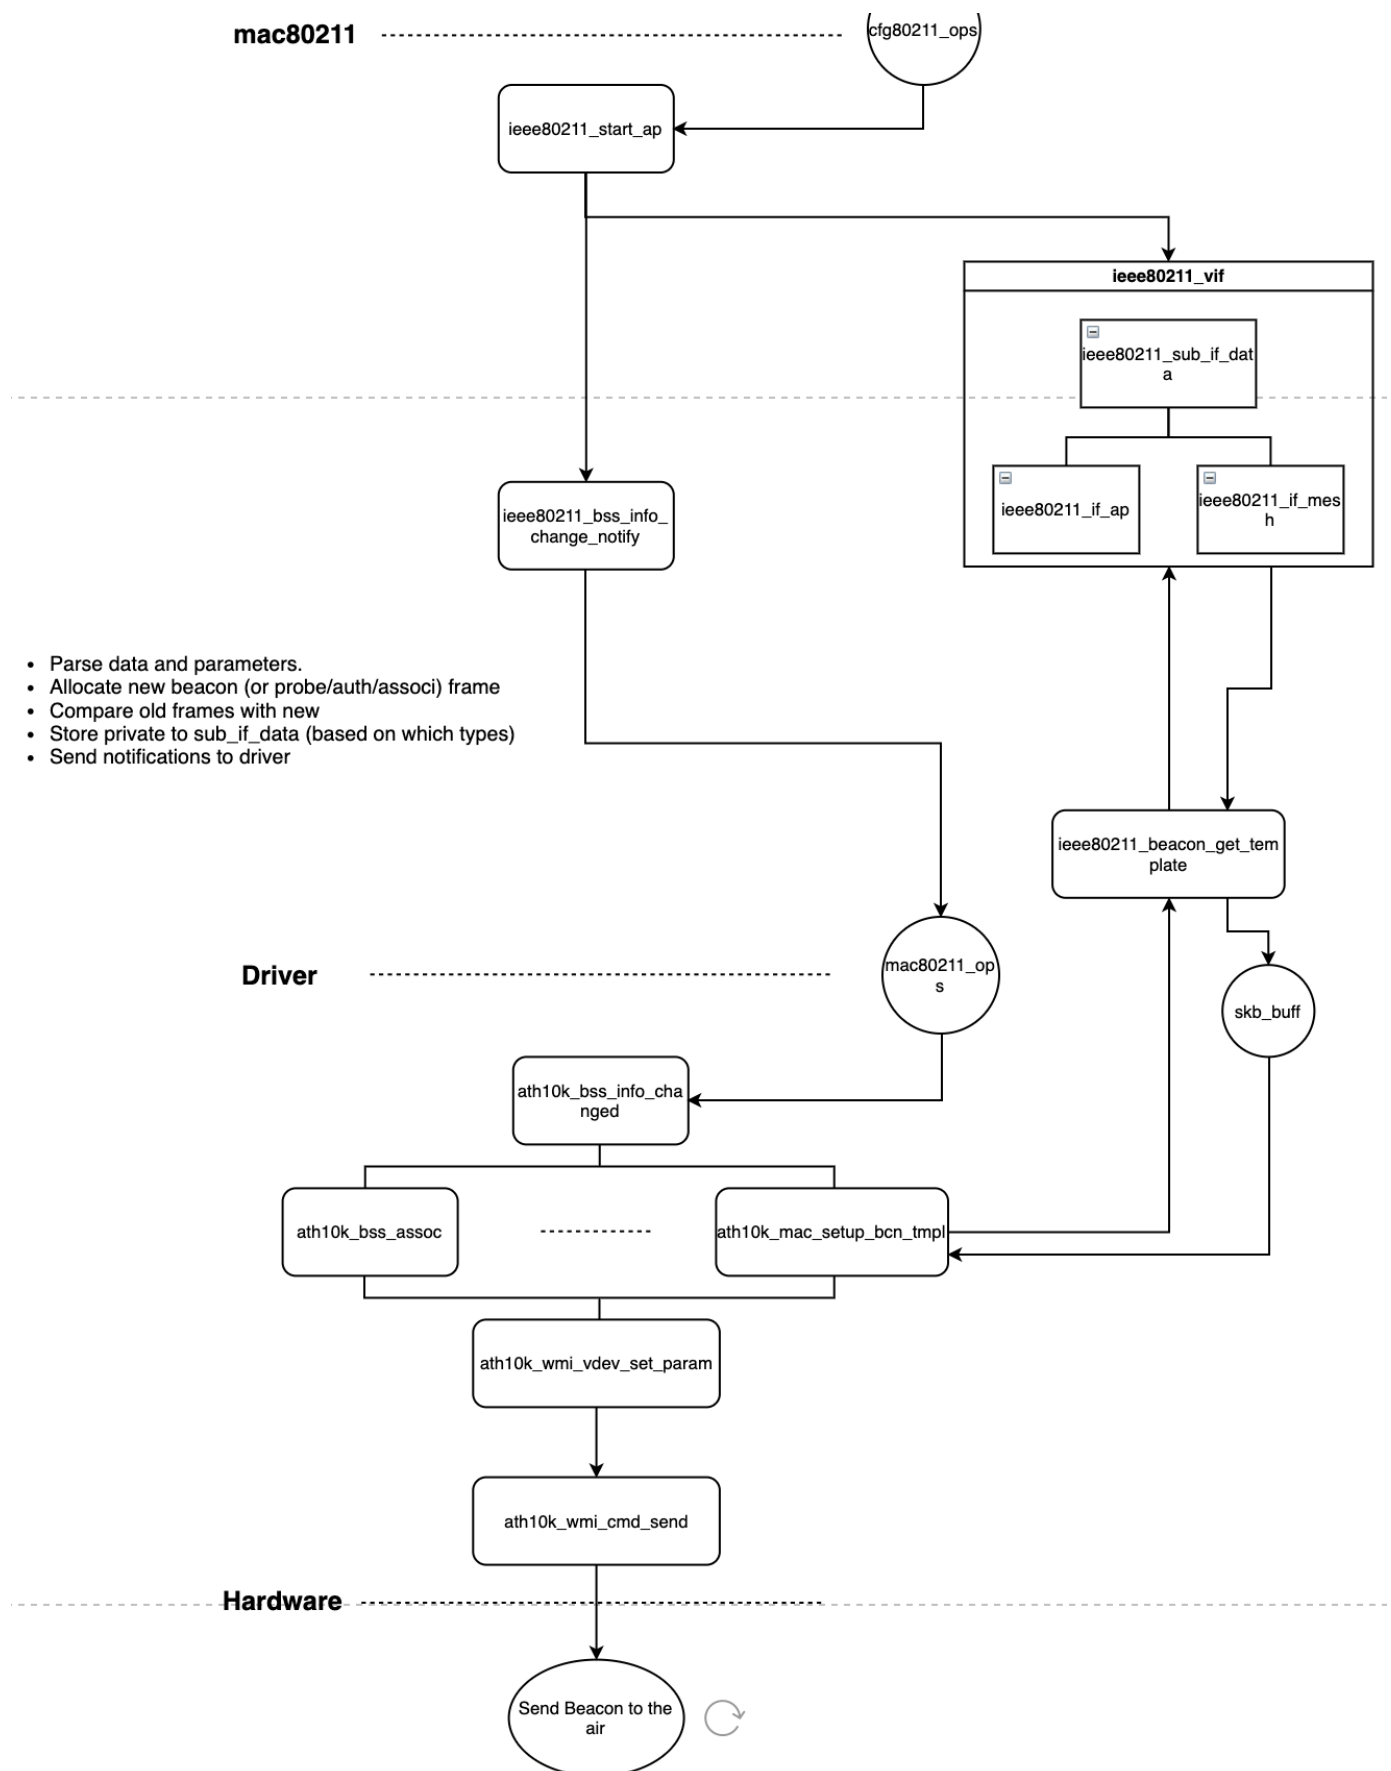 mac80211
cfg80211_ops
ieee80211_start_ap
ieee80211_vif
ieee80211_sub_if_dat
a
ieee80211_if_ap
ieee80211_if_mes
h
ieee80211_bss_info_
change_notify
• Parse data and parameters.
• Allocate new beacon (or probe/auth/associ) frame
• Compare old frames with new
• Store private to sub_if_data (based on which types)
• Send notifications to driver
ieee80211_beacon_get_tem
plate
Driver
mac80211_op
s
skb_buff
ath10k_bss_info_cha
nged
ath10k_bss_assoc
ath10k_mac_setup_bcn_tmpl
ath10k_wmi_vdev_set_param
ath10k_wmi_cmd_send
Hardware
Send Beacon to the
air